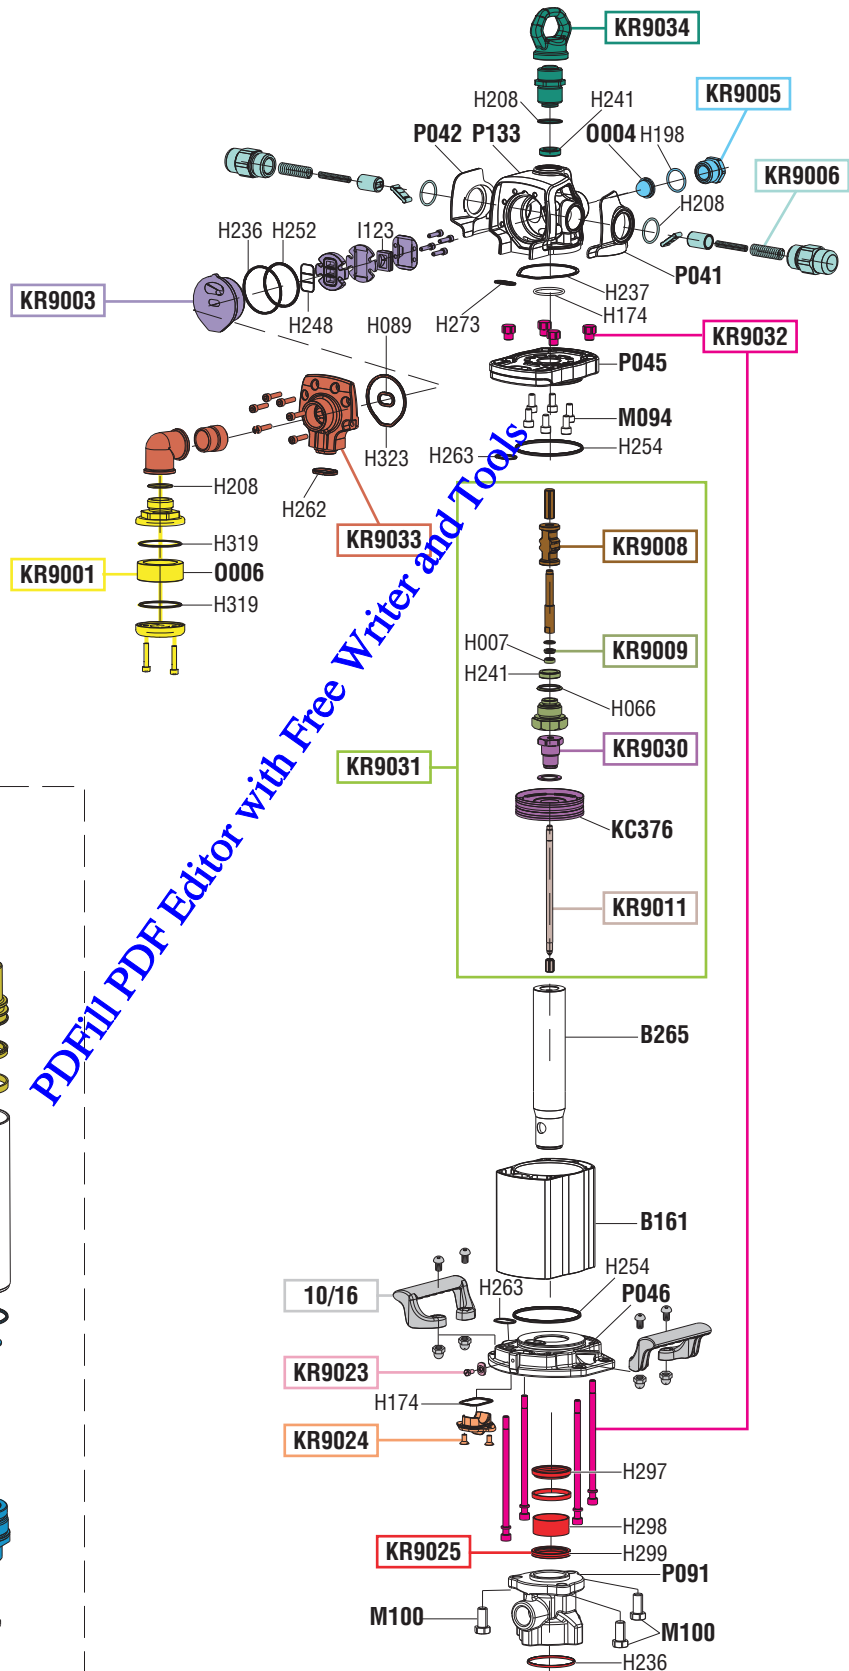 KR9034
H208
H241
KR9005
P042
P133
O004
H198
KR9006
H208
H236
H252
I123
P041
KR9003
H237
H273
H174
H248
H089
KR9032
P045
M094
H323
H263
H254
H208
H262
KR9033
H319
KR9001
O006
H319
KR9008
H007
KR9009
H241
H066
KR9030
KR9031
KC376
KR9011
PDFill PDF Editor with Free Writer and Tools
B265
B161
10/16
H263
H254
P046
KR9023
H174
KR9024
H297
H298
KR9025
H299
P091
M100
M100
H236